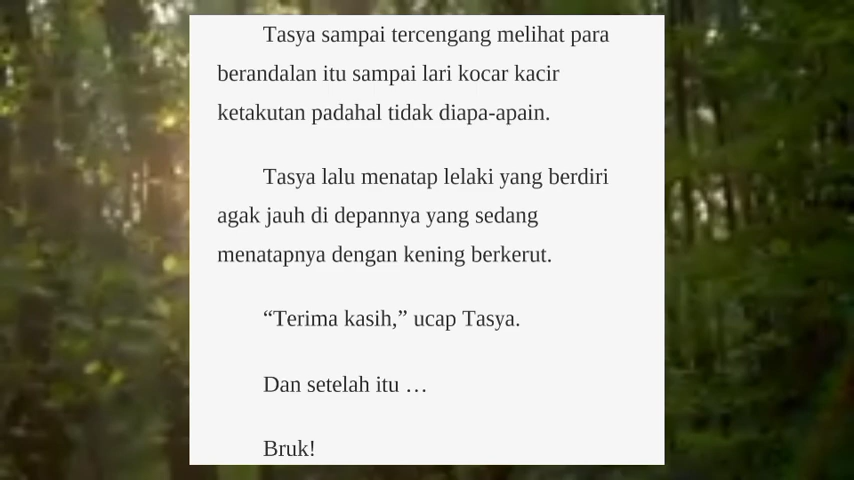 Tasya sampai tercengang melihat para
berandalan itu sampai lari kocar kacir
ketakutan padahal tidak diapa-apain.
Tasya lalu menatap lelaki yang berdiri
agak jauh di depannya yang sedang
menatapnya dengan kening berkerut.
“Terima kasih,” ucap Tasya.
Dan setelah itu …
Bruk!